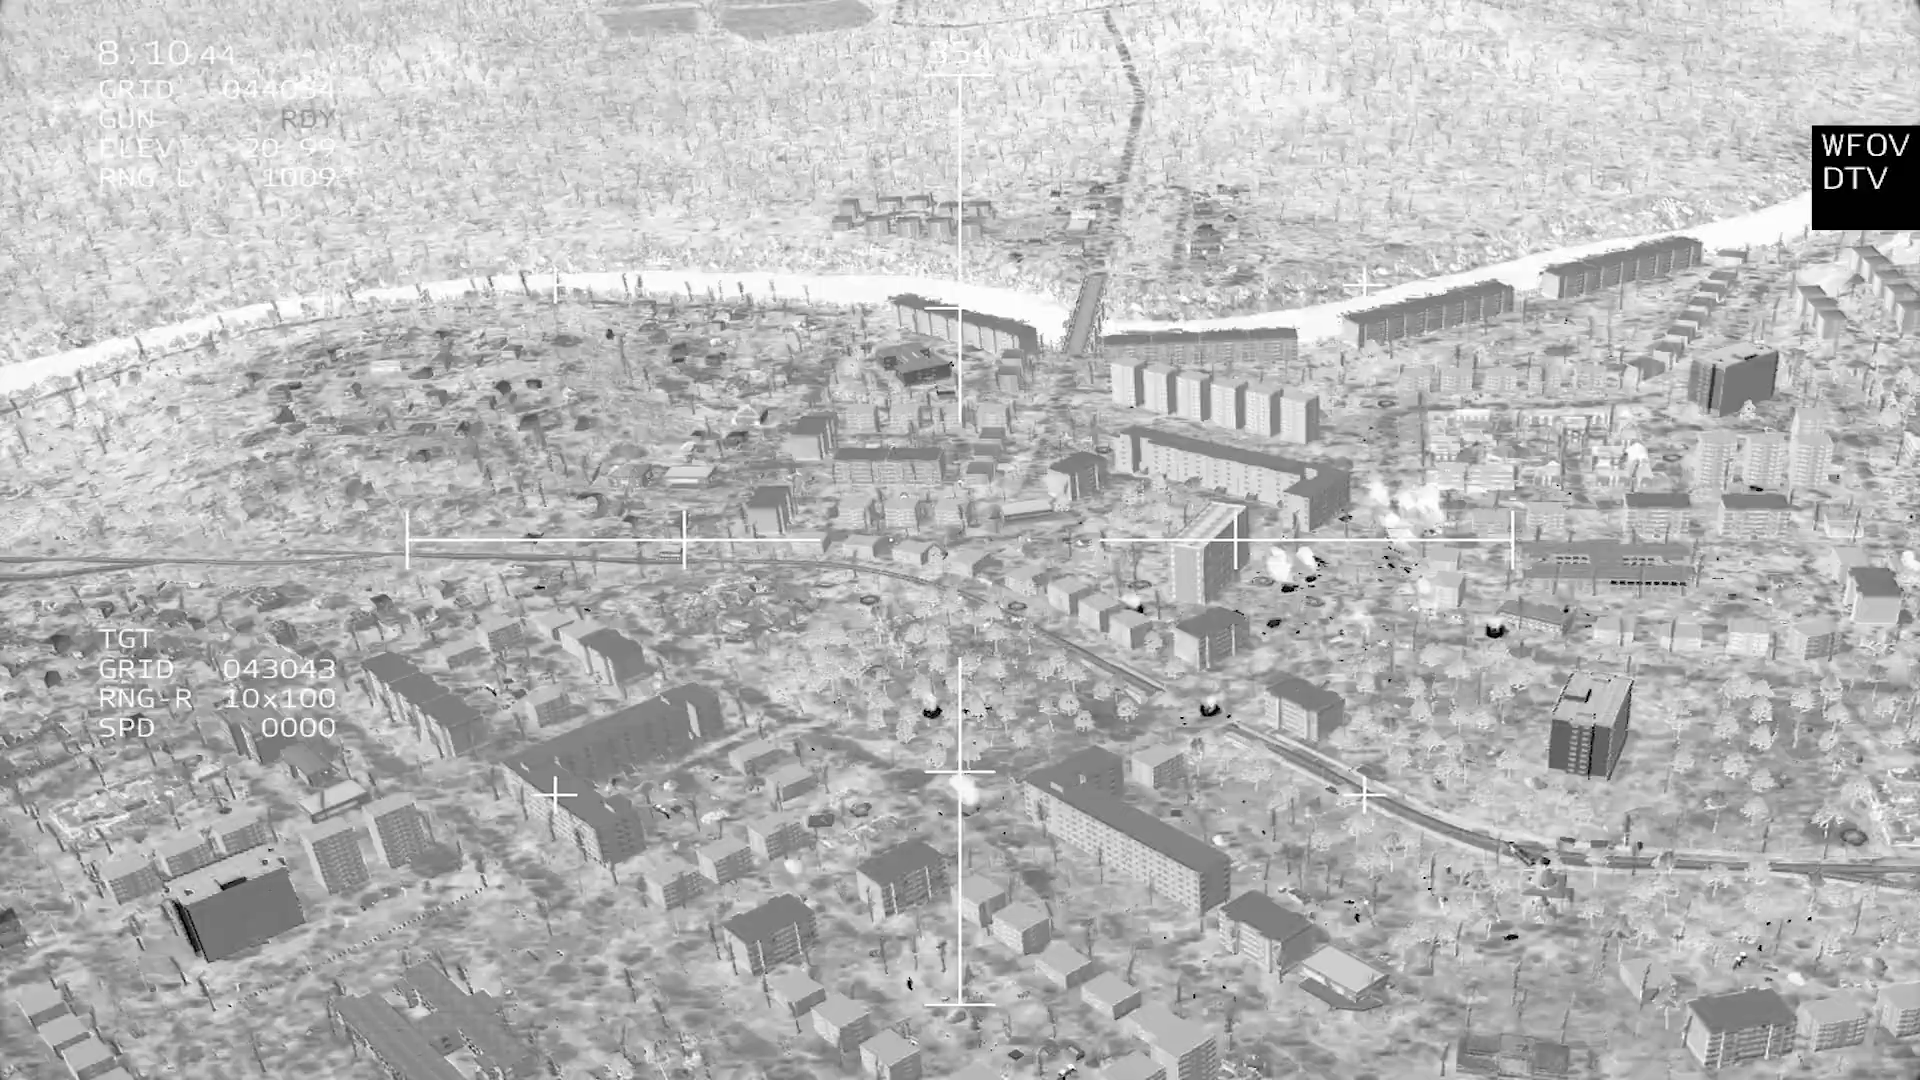 8:10:44
354
GRID 044034
GUN RDY
ELEV 20.99
RNG-L 1009
WFOV
DTV
TGT
GRID 043043
RNG-R 10x100
SPD 0000